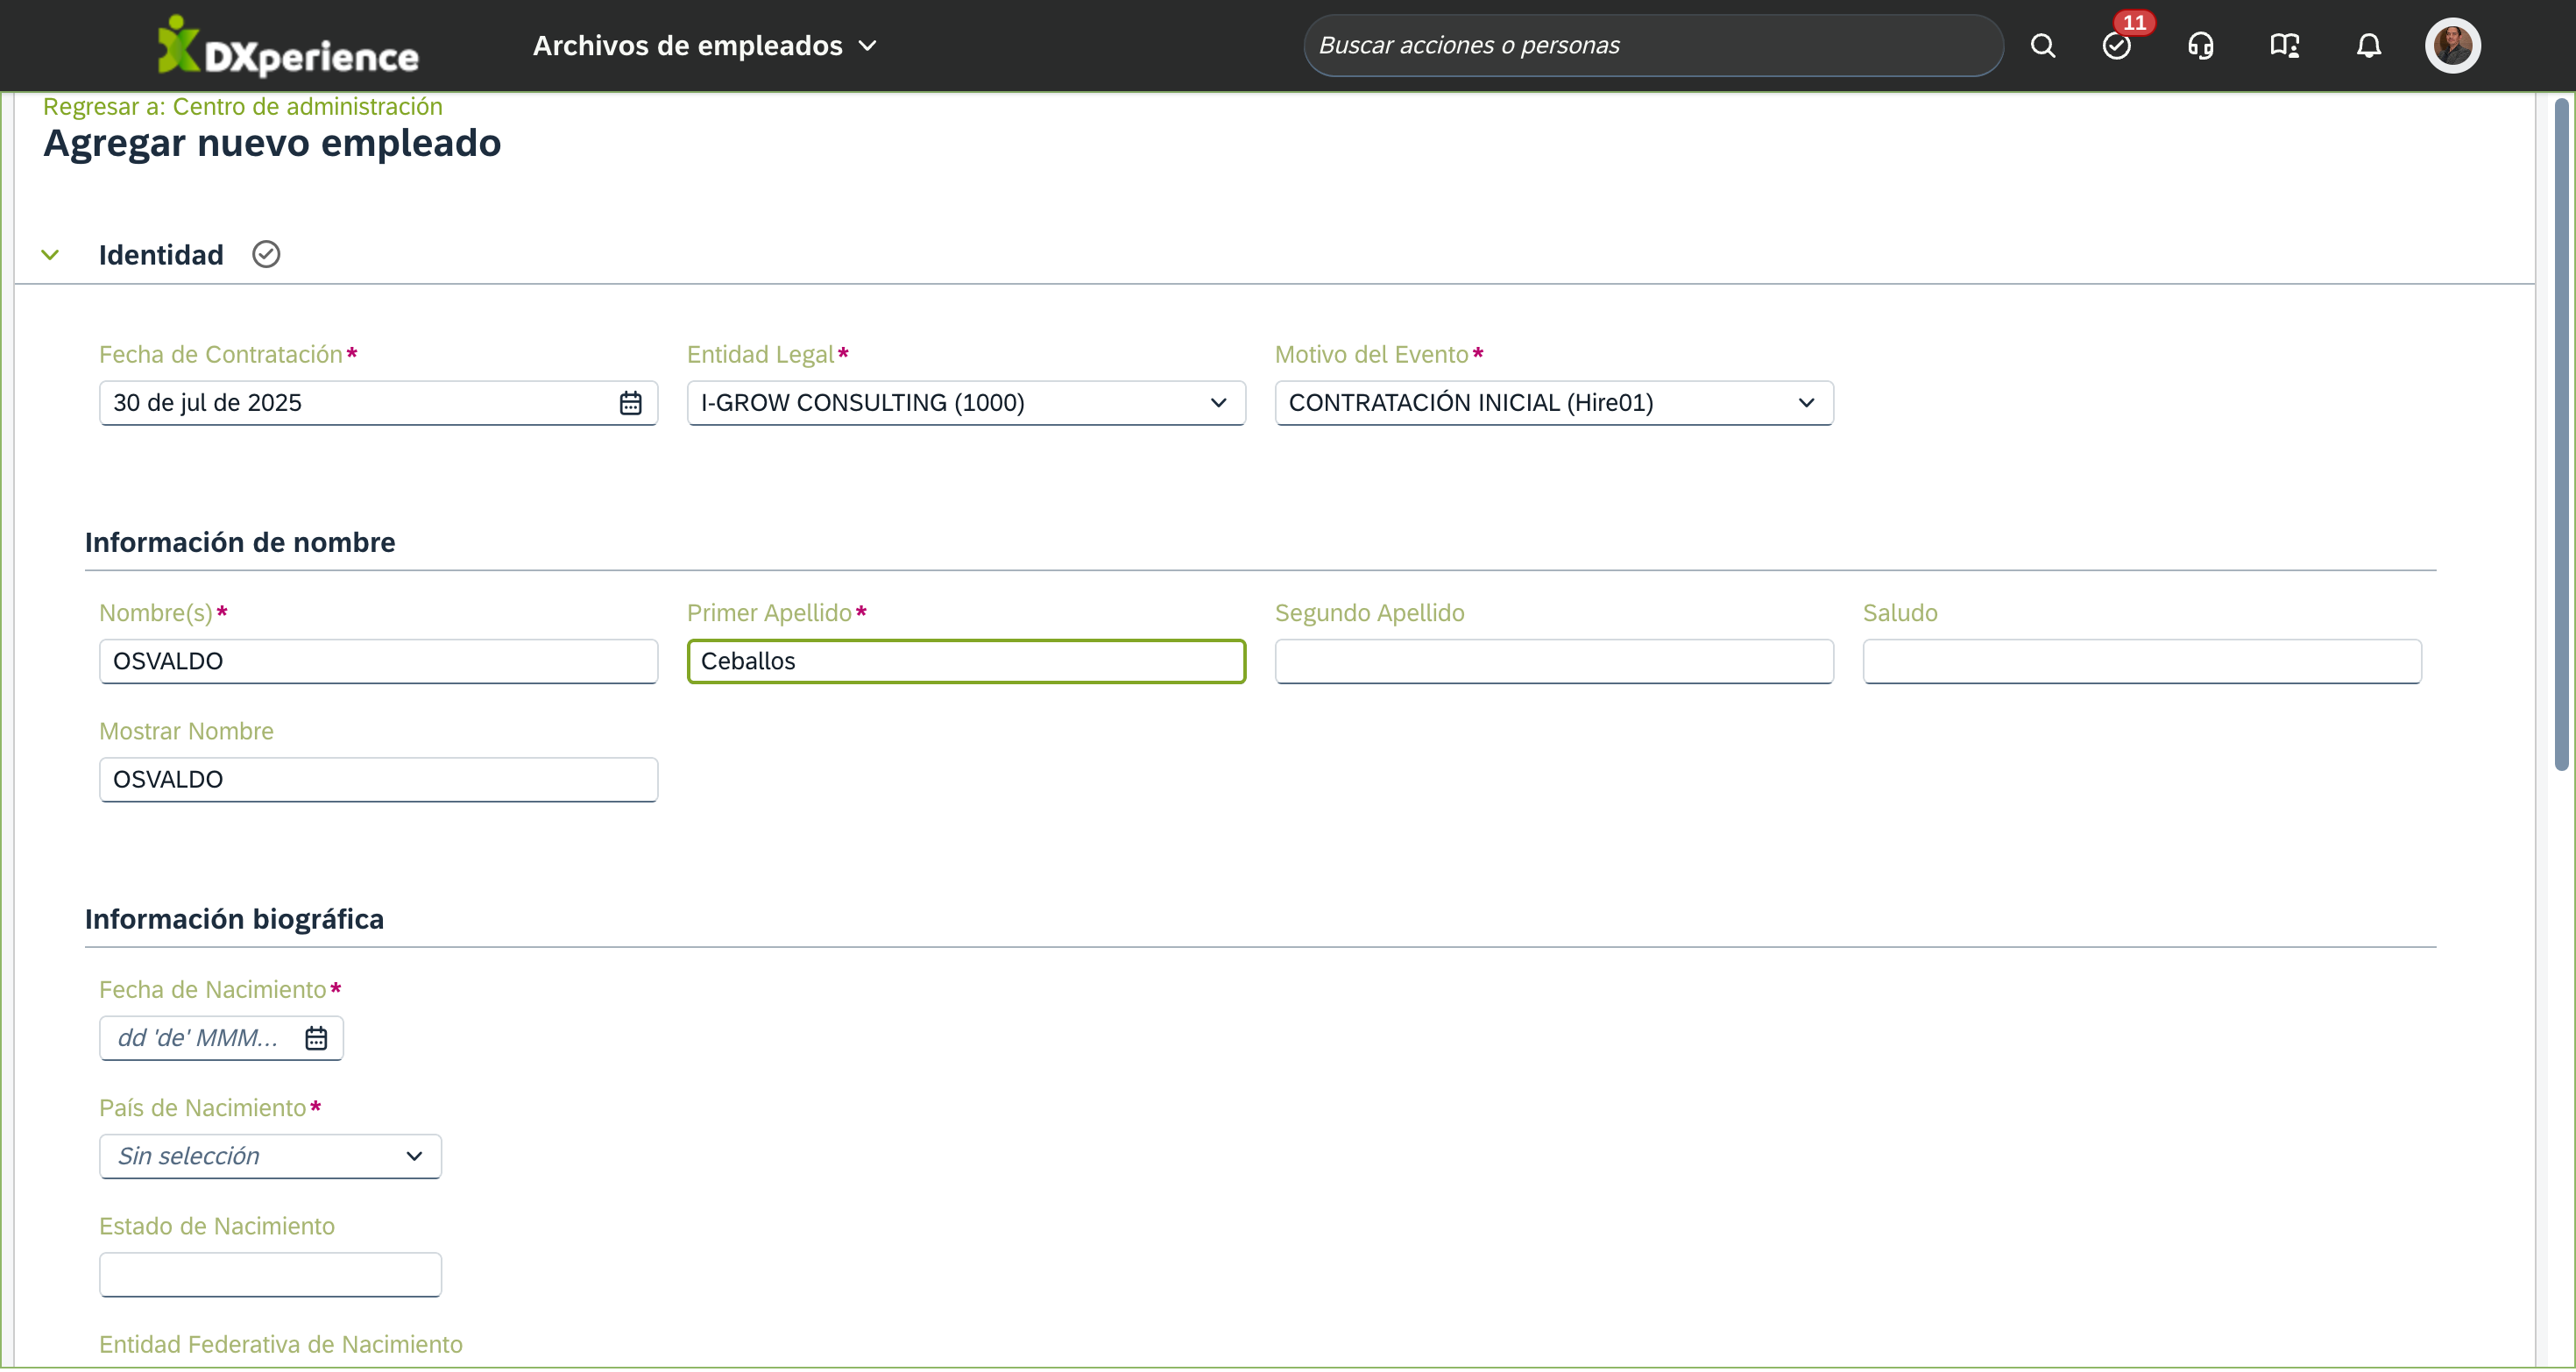 DXperience
Archivos de empleados
Buscar acciones o personas
11
Regresar a: Centro de administración
Agregar nuevo empleado
Identidad
Fecha de Contratación* Entidad Legal* Motivo del Evento*
30 de jul de 2025 I-GROW CONSULTING (1000) CONTRATACIÓN INICIAL (Hire01)
Información de nombre
Nombre(s)* Primer Apellido* Segundo Apellido Saludo
OSVALDO Ceballos
Mostrar Nombre
OSVALDO
Información biográfica
Fecha de Nacimiento*
dd 'de' MMM...
País de Nacimiento*
Sin selección
Estado de Nacimiento
Entidad Federativa de Nacimiento